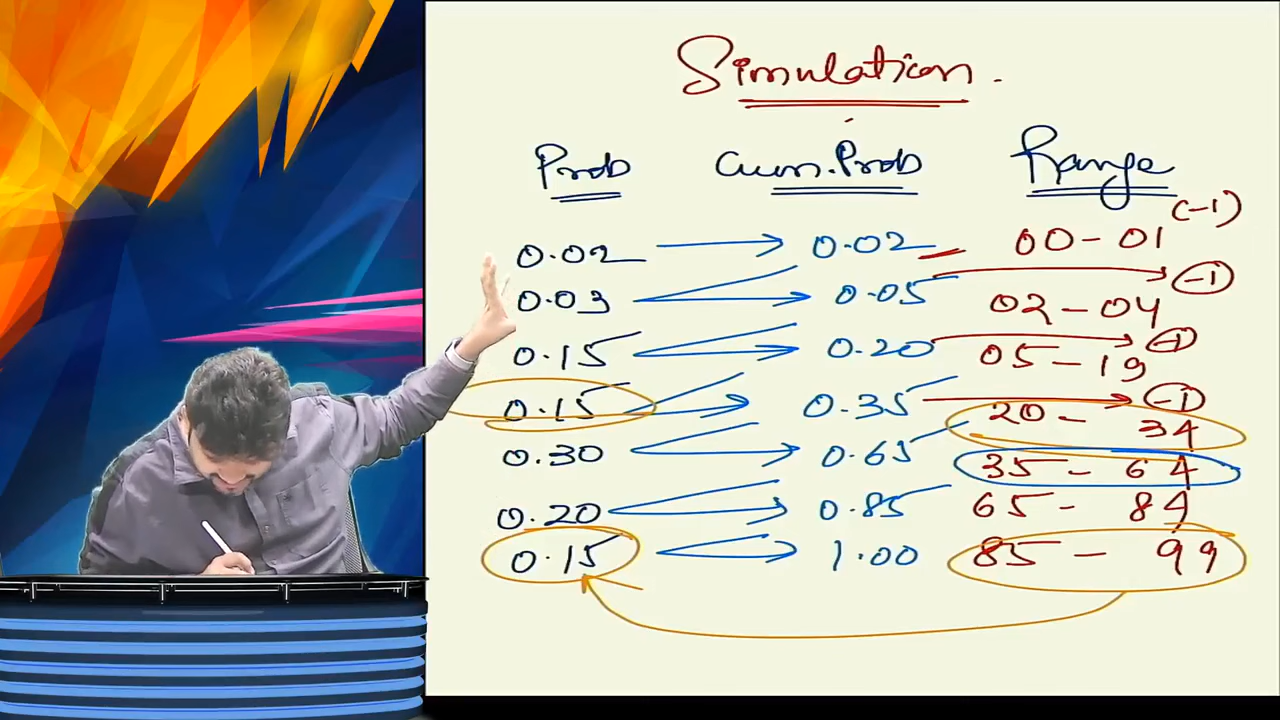 Simulation.
Prob Cum.Prob Range
0.02 0.02 00-01 (-1)
0.03 0.05 02-04 -1
0.15 0.20 05-19 -1
0.15 0.35 20-34 -1
0.30 0.65 35-64
0.20 0.85 65-84
0.15 1.00 85-99